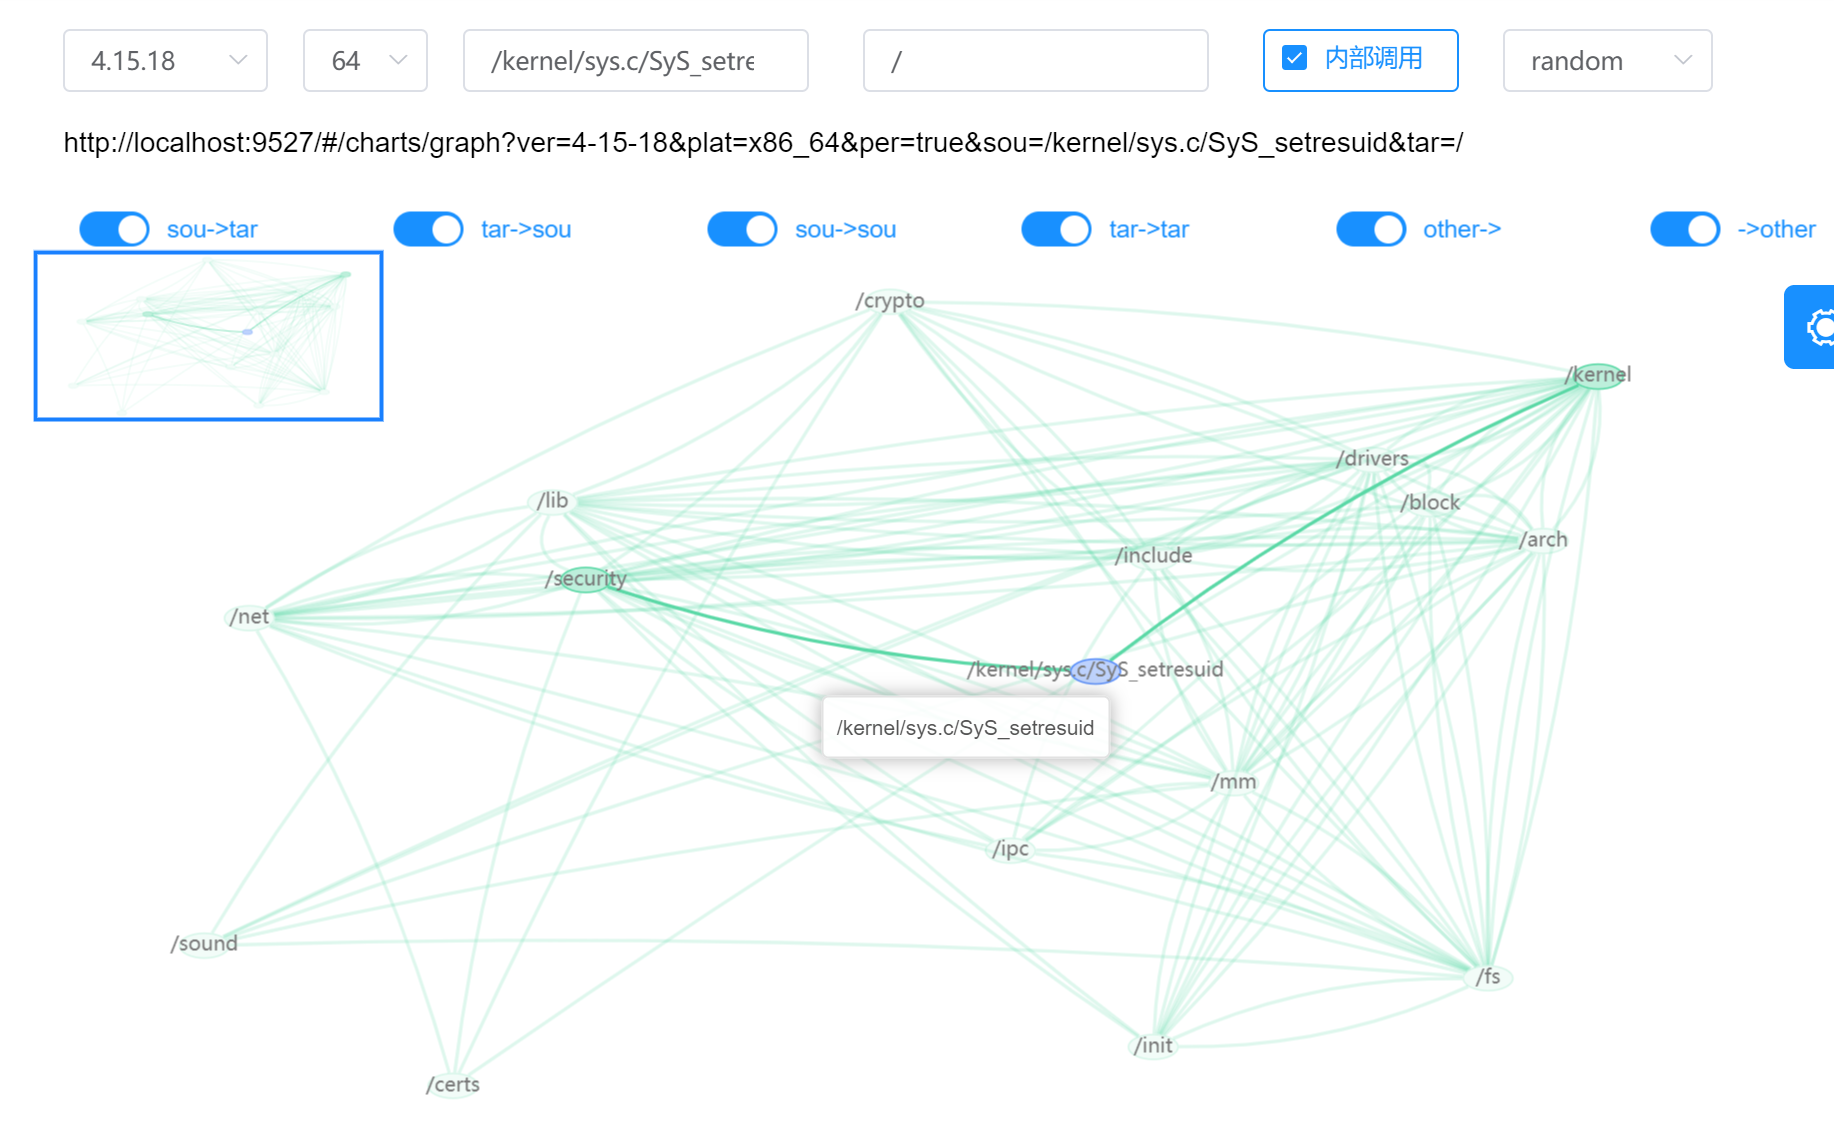 4.15.18 64 /kernel/sys.c/SyS_setre / 内部调用 random
http://localhost:9527/#/charts/graph?ver=4-15-18&plat=x86_64&per=true&sou=/kernel/sys.c/SyS_setresuid&tar=/
sou->tar tar->sou sou->sou tar->tar other-> ->other
/crypto
/kernel
/drivers
/lib
/block
/arch
/include
/security
/net
/kernel/sys.c/SyS_setresuid
/kernel/sys.c/SyS_setresuid
/mm
/ipc
/sound
/fs
/init
/certs